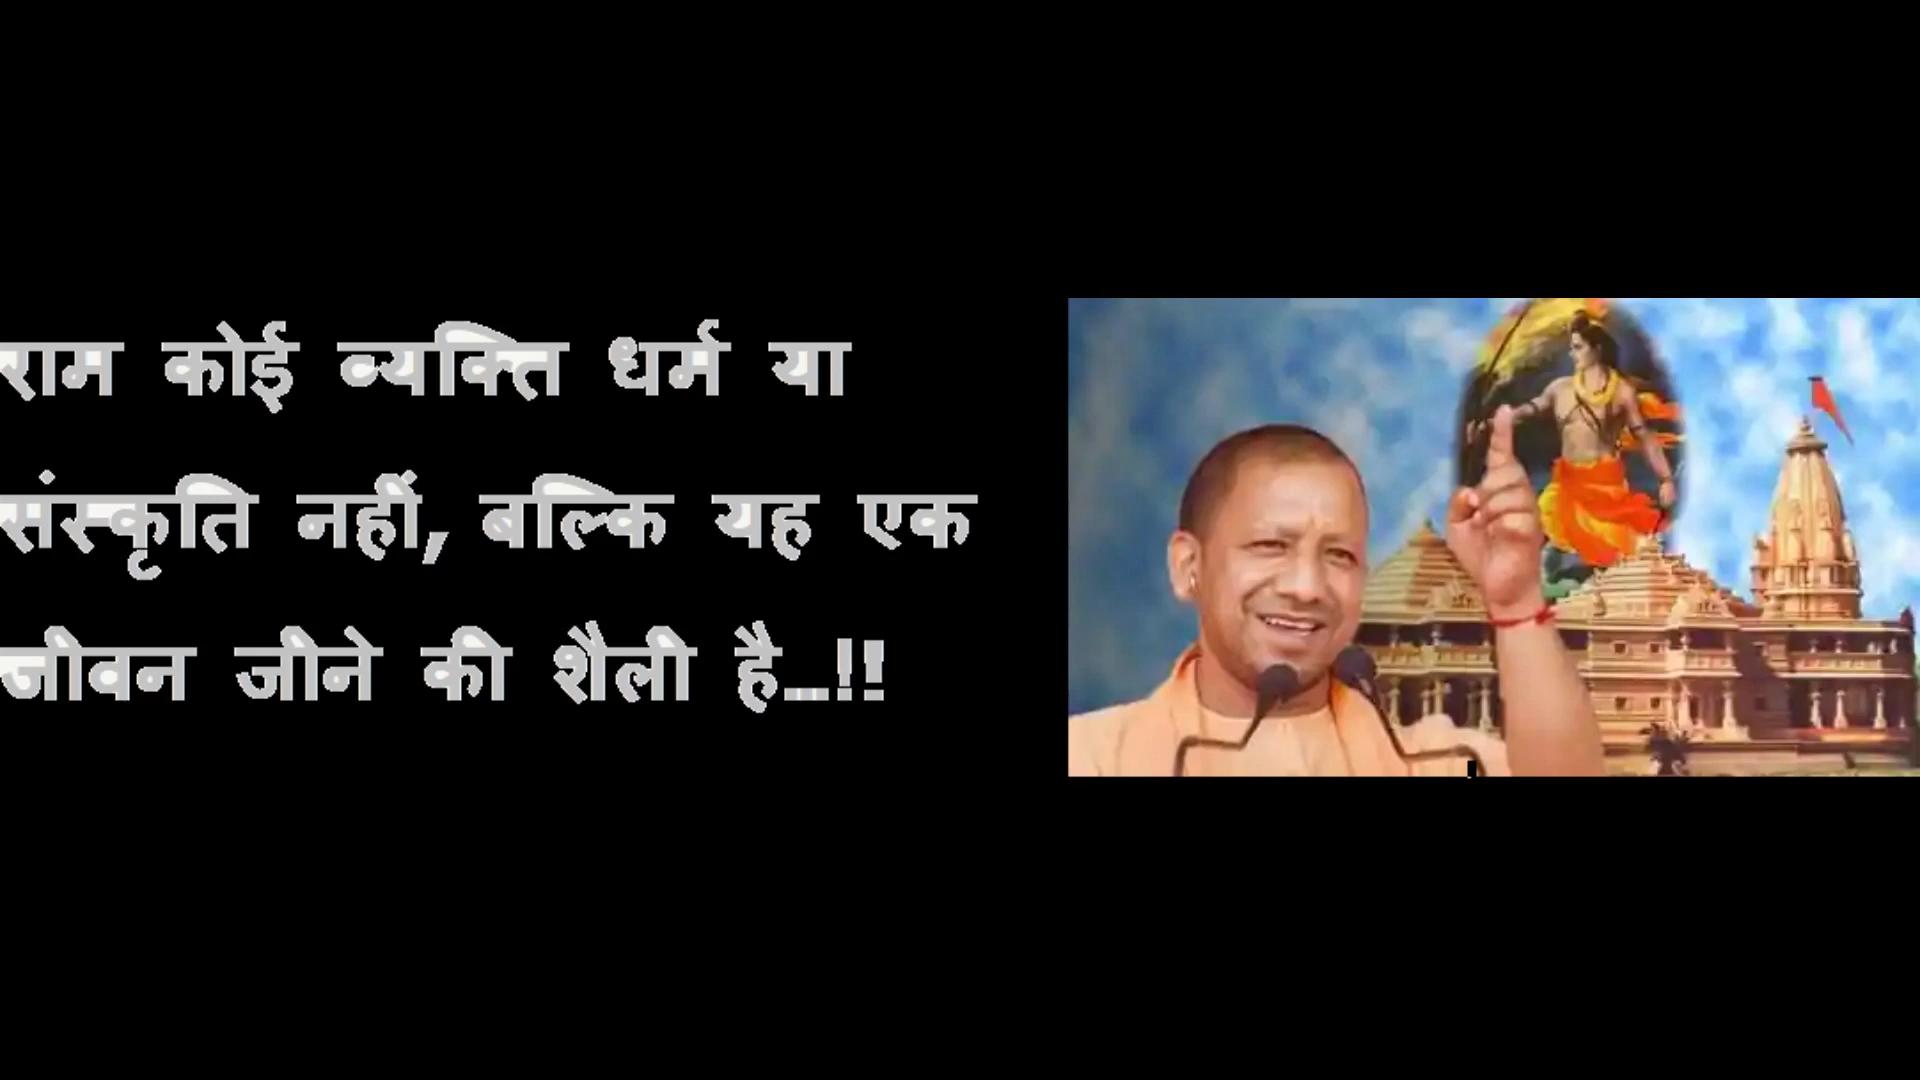 राम कोई व्यक्ति धर्म या
संस्कृति नहीं, बल्कि यह एक
जीवन जीने की शैली है...!!